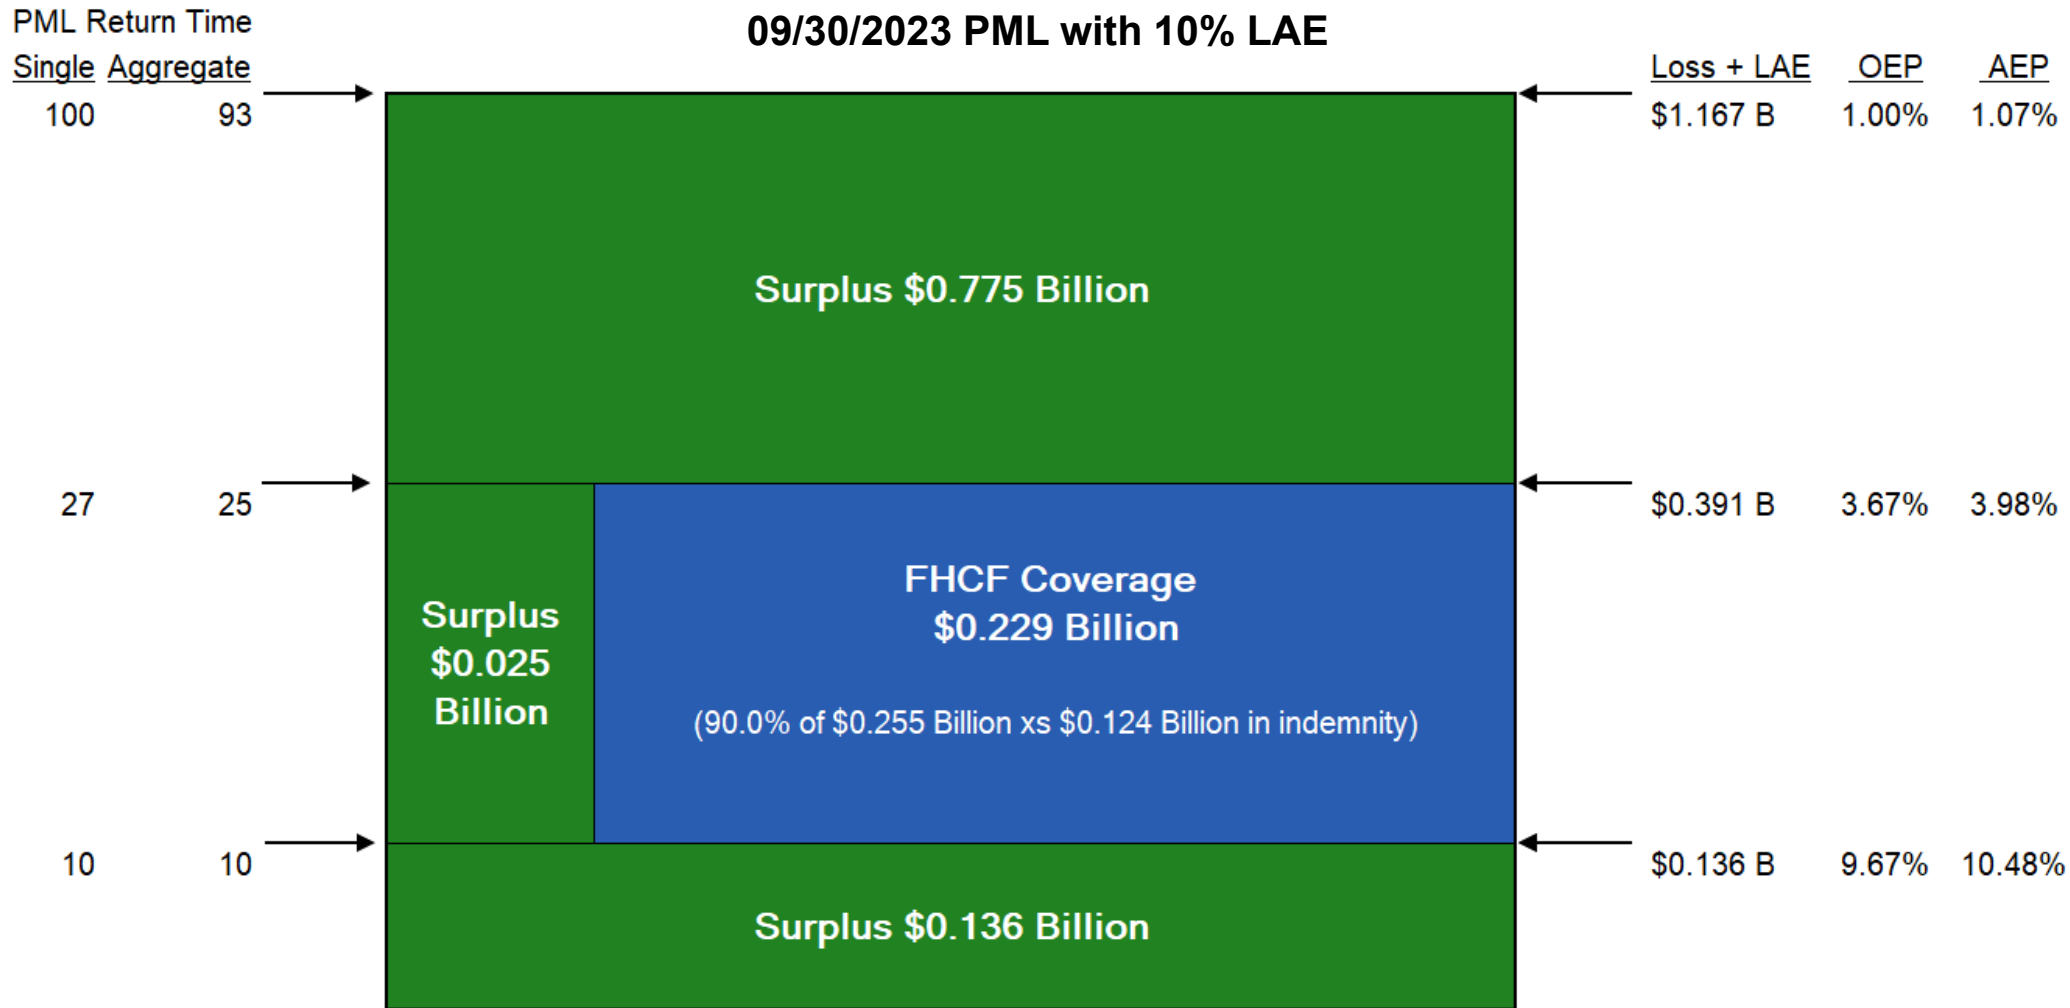 PML Return Time
09/30/2023 PML with 10% LAE
Single Aggregate
Loss + LAE OEP AEP
100 93
$1.167 B 1.00% 1.07%
Surplus $0.775 Billion
27 25
$0.391 B 3.67% 3.98%
Surplus
$0.025
Billion
FHCF Coverage
$0.229 Billion
(90.0% of $0.255 Billion xs $0.124 Billion in indemnity)
10 10
$0.136 B 9.67% 10.48%
Surplus $0.136 Billion